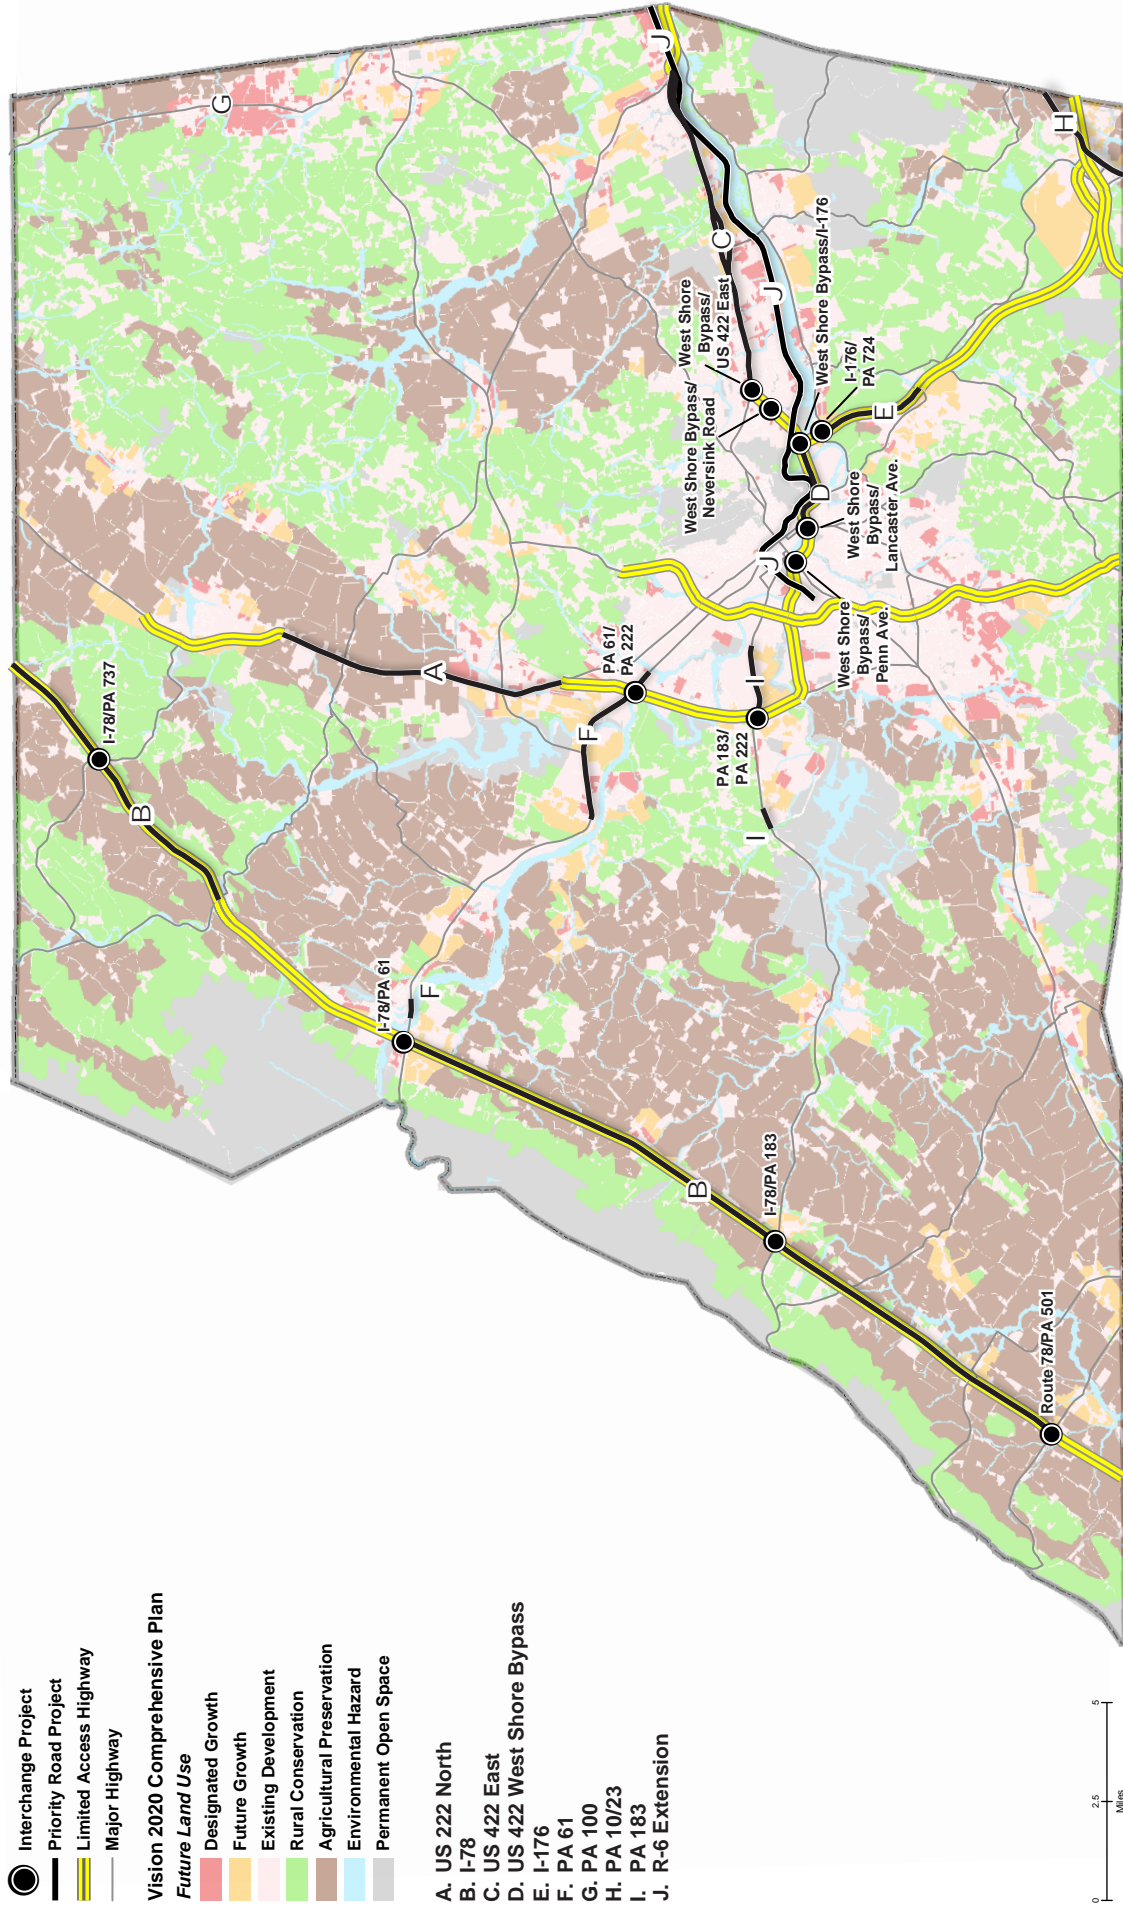 Interchange Project
Priority Road Project
Limited Access Highway
Major Highway
Vision 2020 Comprehensive Plan
Future Land Use
Designated Growth
Future Growth
Existing Development
Rural Conservation
Agricultural Preservation
Environmental Hazard
Permanent Open Space
A. US 222 North
B. I-78
C. US 422 East
D. US 422 West Shore Bypass
E. I-176
F. PA 61
G. PA 100
H. PA 10/23
I. PA 183
J. R-6 Extension
0
2.5
5
Miles
Route 78/PA 501
I-78/PA 183
B
I-78/PA 61
F
B
I-78/PA 737
I
PA 183/
PA 222
I
F
PA 61/
PA 222
A
West Shore
Bypass/
Penn Ave.
J
West Shore
Bypass/
Lancaster Ave.
D
West Shore Bypass/
Neversink Road
West Shore
Bypass/
US 422 East
West Shore Bypass/I-176
I-176/
PA 724
E
J
C
G
H
J